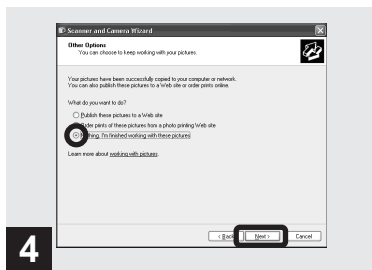 Scanner and Camera Wizard
Other Options
You can choose to keep working with your pictures.
Your pictures have been successfully copied to your computer or network.
You can also publish these pictures to a Web site or order prints online.
What do you want to do?
Publish these pictures to a Web site
Order prints of these pictures from a photo printing Web site
Nothing. I'm finished working with these pictures
Learn more about working with pictures.
< Back
Next >
Cancel
4